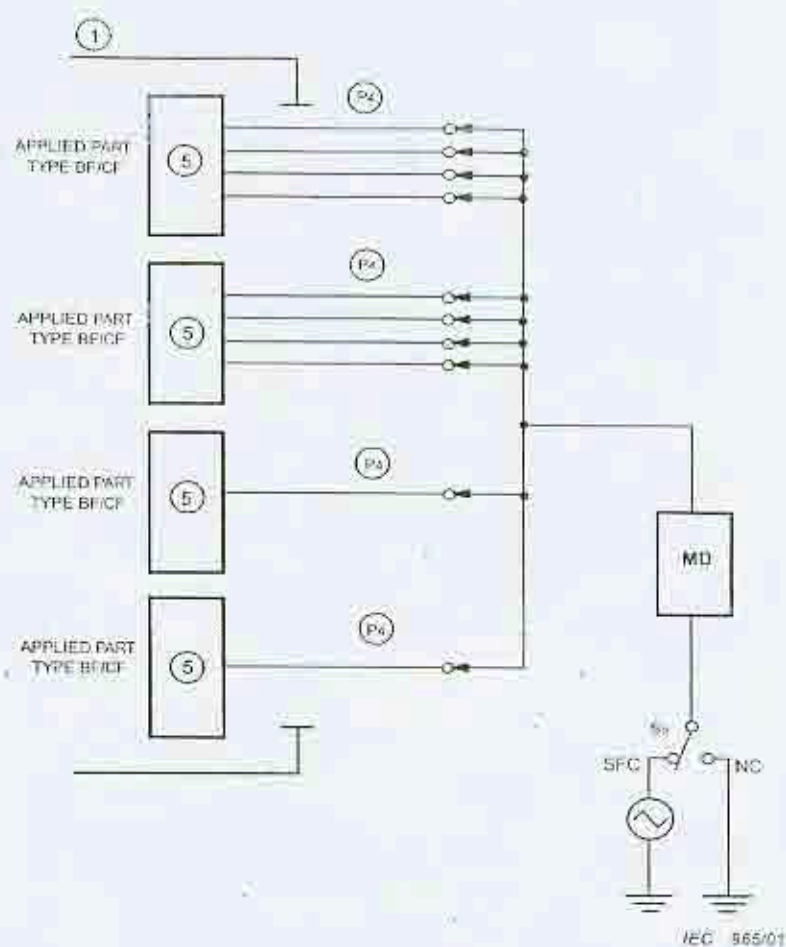 1
P4
APPLIED PART
TYPE BF/CF
5
P4
APPLIED PART
TYPE BF/CF
5
P4
APPLIED PART
TYPE BF/CF
5
MD
P4
APPLIED PART
TYPE BF/CF
5
SFC
NC
IEC 965/01